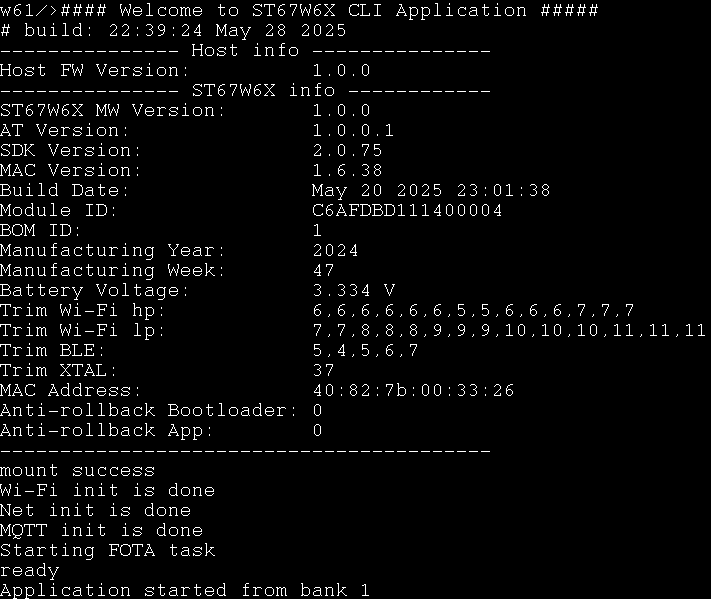 w61/>#### Welcome to ST67W6X CLI Application #####
# build: 22:39:24 May 28 2025
--------------- Host info ---------------
Host FW Version: 1.0.0
--------------- ST67W6X info ------------
ST67W6X MW Version: 1.0.0
AT Version: 1.0.0.1
SDK Version: 2.0.75
MAC Version: 1.6.38
Build Date: May 20 2025 23:01:38
Module ID: C6AFDBD111400004
BOM ID: 1
Manufacturing Year: 2024
Manufacturing Week: 47
Battery Voltage: 3.334 V
Trim Wi-Fi hp: 6,6,6,6,6,6,5,5,6,6,6,7,7,7
Trim Wi-Fi lp: 7,7,8,8,8,9,9,9,10,10,10,11,11,11
Trim BLE: 5,4,5,6,7
Trim XTAL: 37
MAC Address: 40:82:7b:00:33:26
Anti-rollback Bootloader: 0
Anti-rollback App: 0
-----------------------------------------
mount success
Wi-Fi init is done
Net init is done
MQTT init is done
Starting FOTA task
ready
Application started from bank 1